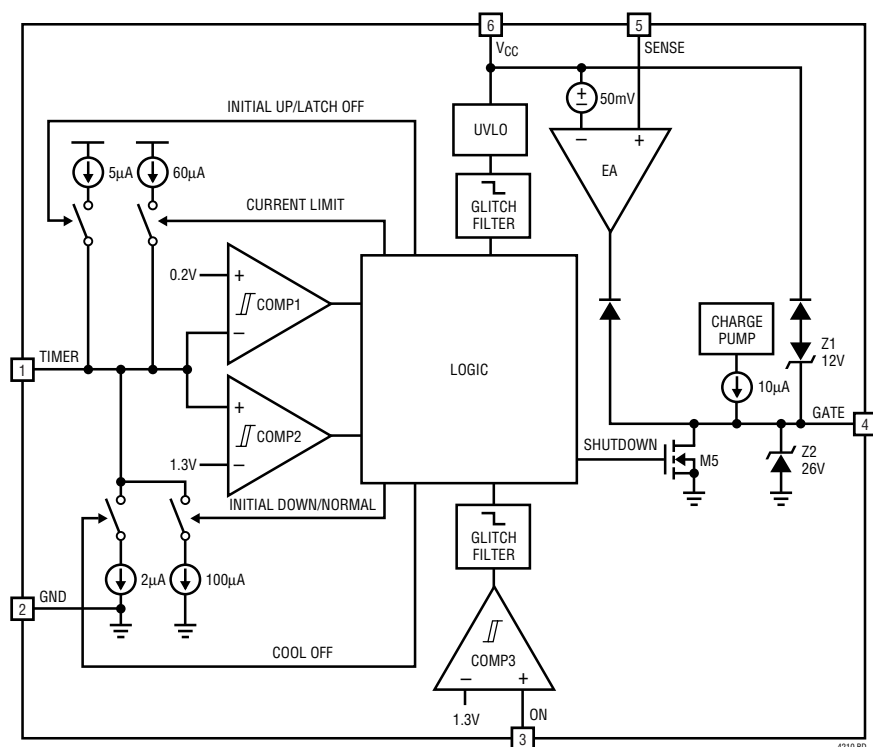 6
5
VCC
SENSE
+
−
50mV
INITIAL UP/LATCH OFF
UVLO
−
+
EA
5µA
60µA
GLITCH
FILTER
CURRENT LIMIT
0.2V
+
COMP1
−
CHARGE
PUMP
Z1
12V
1
TIMER
LOGIC
10µA
GATE
4
+
COMP2
1.3V
−
SHUTDOWN
M5
Z2
26V
INITIAL DOWN/NORMAL
GLITCH
FILTER
2µA
100µA
2
GND
COOL OFF
COMP3
−
+
1.3V
ON
3
4210 BD